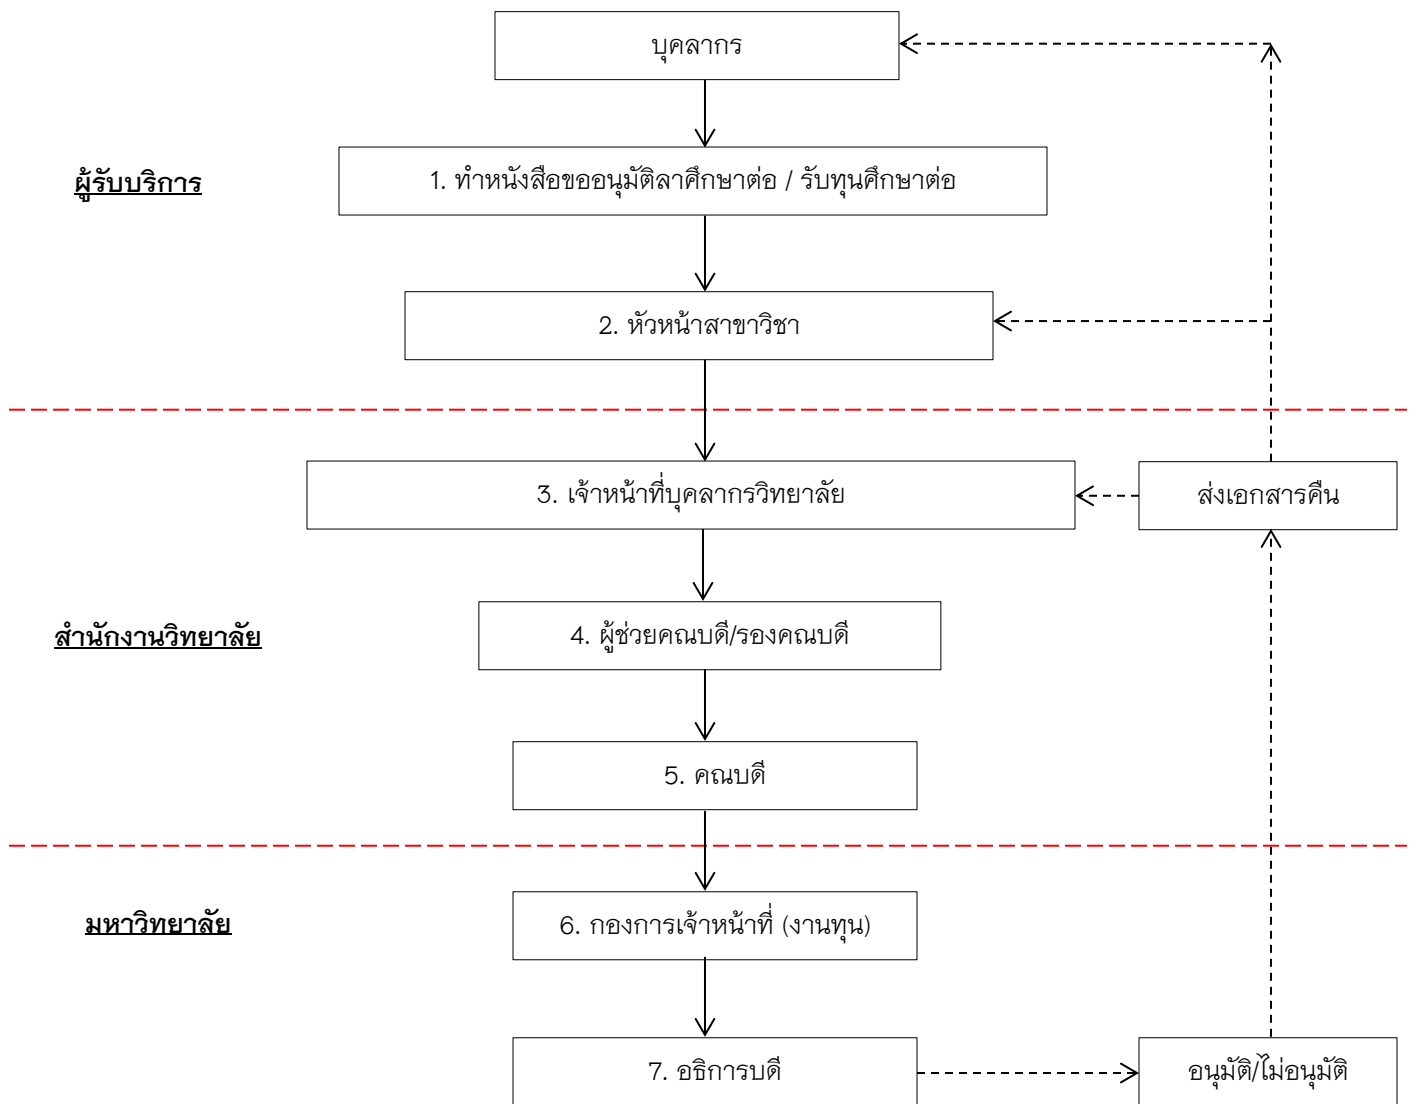 บุคลากร
ผู้รับบริการ
1. ทำหนังสือขออนุมัติลาศึกษาต่อ / รับทุนศึกษาต่อ
2. หัวหน้าสาขาวิชา
3. เจ้าหน้าที่บุคลากรวิทยาลัย
ส่งเอกสารคืน
สำนักงานวิทยาลัย
4. ผู้ช่วยคณบดี/รองคณบดี
5. คณบดี
มหาวิทยาลัย
6. กองการเจ้าหน้าที่ (งานทุน)
7. อธิการบดี
อนุมัติ/ไม่อนุมัติ